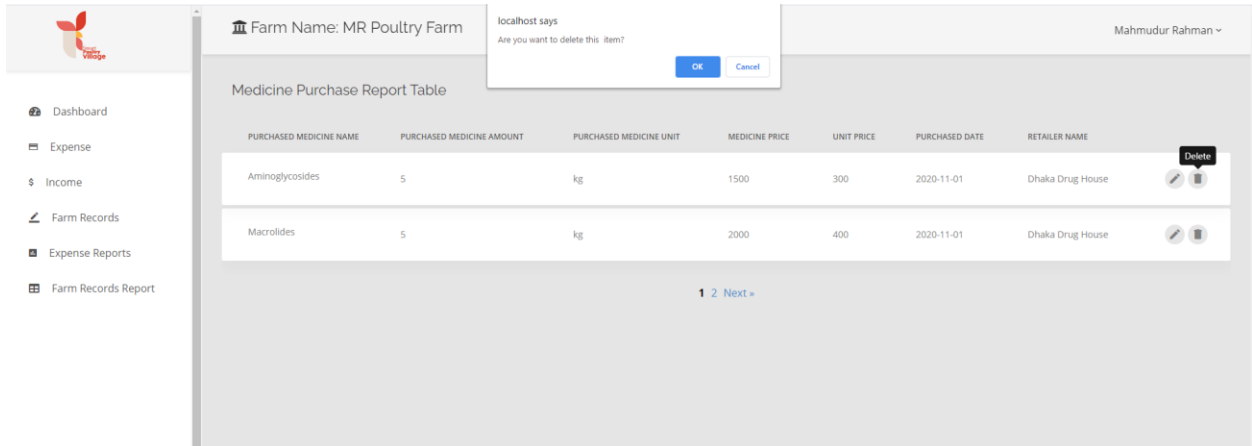 localhost says
Are you want to delete this item?
OK Cancel
Farm Name: MR Poultry Farm
Mahmudur Rahman
Poultry
Village
Dashboard
Expense
$ Income
Farm Records
Expense Reports
Farm Records Report
Medicine Purchase Report Table
PURCHASED MEDICINE NAME PURCHASED MEDICINE AMOUNT PURCHASED MEDICINE UNIT MEDICINE PRICE UNIT PRICE PURCHASED DATE RETAILER NAME
Delete
Aminoglycosides 5 kg 1500 300 2020-11-01 Dhaka Drug House
Macrolides 5 kg 2000 400 2020-11-01 Dhaka Drug House
1 2 Next »